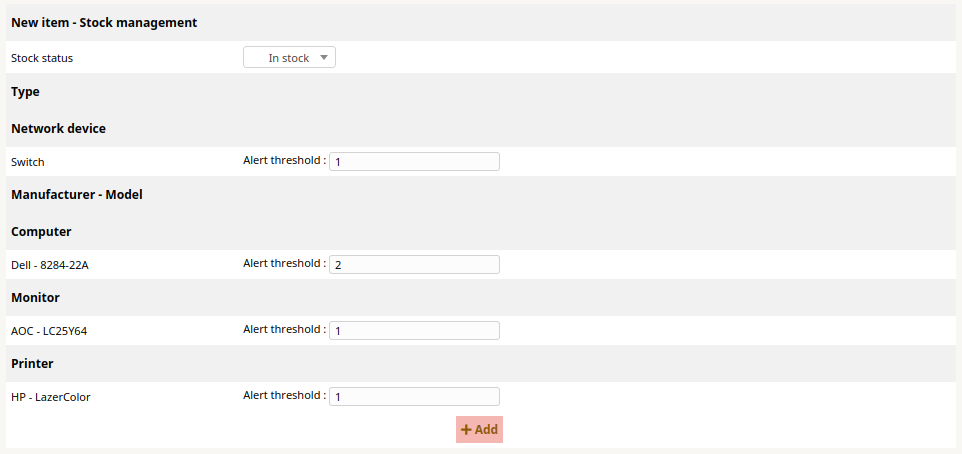 New item - Stock management
Stock status In stock
Type
Network device
Switch Alert threshold : 1
Manufacturer - Model
Computer
Dell - 8284-22A Alert threshold : 2
Monitor
AOC - LC25Y64 Alert threshold : 1
Printer
HP - LazerColor Alert threshold : 1
+ Add